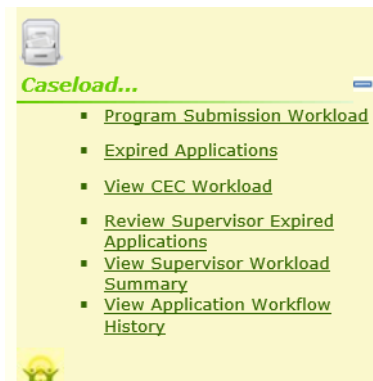 Caseload...
Program Submission Workload
Expired Applications
View CEC Workload
Review Supervisor Expired
Applications
View Supervisor Workload
Summary
View Application Workflow
History